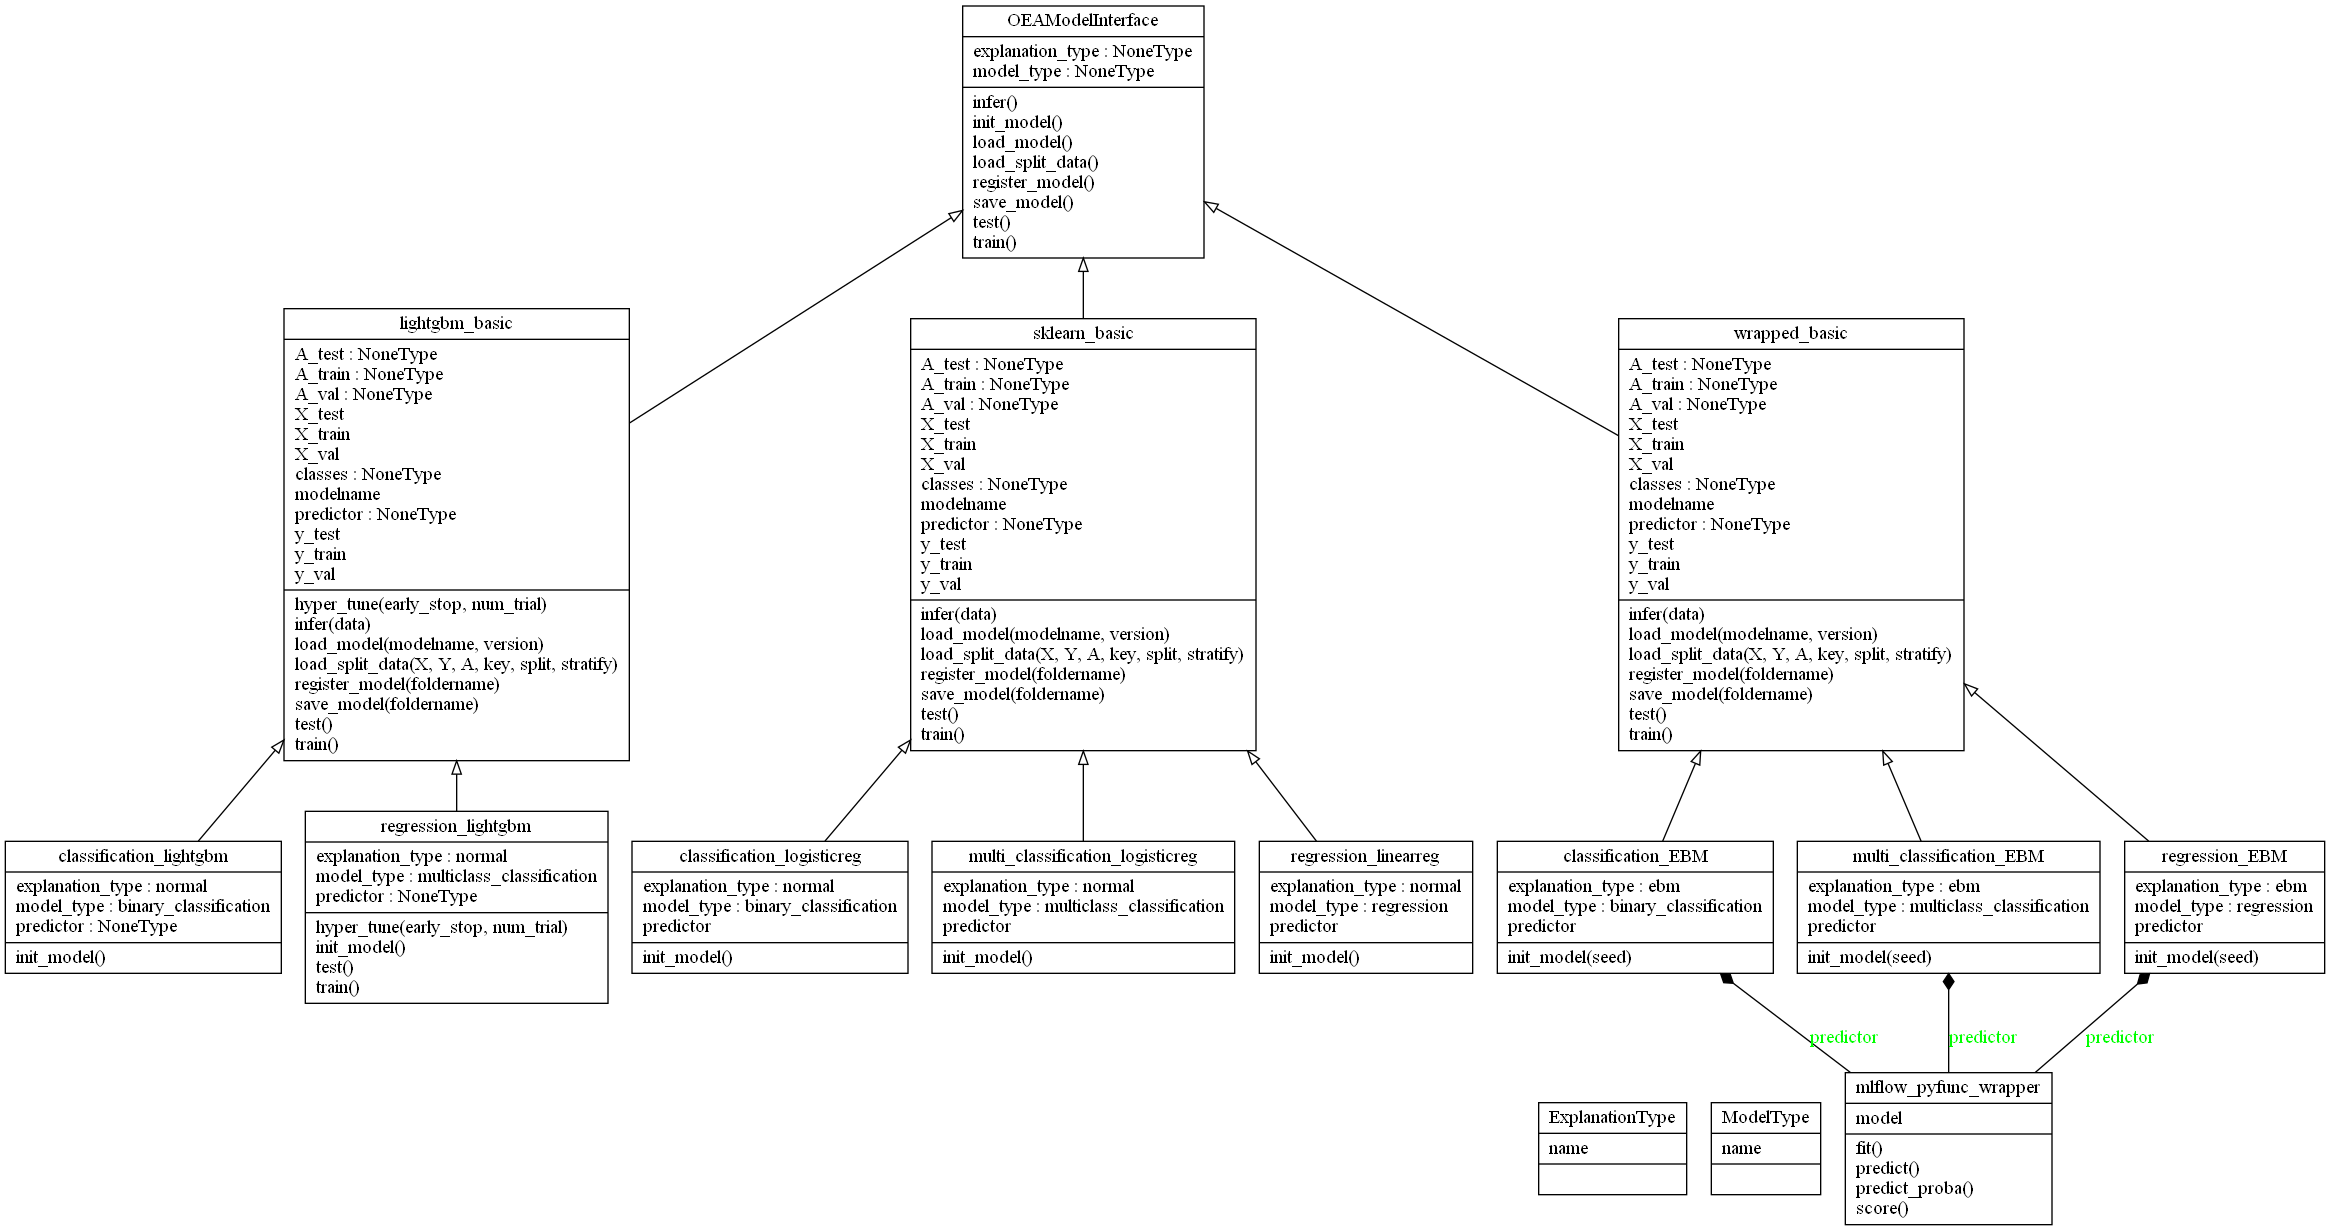 OEAModelInterface
explanation_type : NoneType
model_type : NoneType
infer()
init_model()
load_model()
load_split_data()
register_model()
save_model()
test()
train()
lightgbm_basic
A_test : NoneType
A_train : NoneType
A_val : NoneType
X_test
X_train
X_val
classes : NoneType
modelname
predictor : NoneType
y_test
y_train
y_val
hyper_tune(early_stop, num_trial)
infer(data)
load_model(modelname, version)
load_split_data(X, Y, A, key, split, stratify)
register_model(foldername)
save_model(foldername)
test()
train()
sklearn_basic
A_test : NoneType
A_train : NoneType
A_val : NoneType
X_test
X_train
X_val
classes : NoneType
modelname
predictor : NoneType
y_test
y_train
y_val
infer(data)
load_model(modelname, version)
load_split_data(X, Y, A, key, split, stratify)
register_model(foldername)
save_model(foldername)
test()
train()
wrapped_basic
A_test : NoneType
A_train : NoneType
A_val : NoneType
X_test
X_train
X_val
classes : NoneType
modelname
predictor : NoneType
y_test
y_train
y_val
infer(data)
load_model(modelname, version)
load_split_data(X, Y, A, key, split, stratify)
register_model(foldername)
save_model(foldername)
test()
train()
classification_lightgbm
explanation_type : normal
model_type : binary_classification
predictor : NoneType
init_model()
regression_lightgbm
explanation_type : normal
model_type : multiclass_classification
predictor : NoneType
hyper_tune(early_stop, num_trial)
init_model()
test()
train()
classification_logisticreg
explanation_type : normal
model_type : binary_classification
predictor
init_model()
multi_classification_logisticreg
explanation_type : normal
model_type : multiclass_classification
predictor
init_model()
regression_linearreg
explanation_type : normal
model_type : regression
predictor
init_model()
classification_EBM
explanation_type : ebm
model_type : binary_classification
predictor
init_model(seed)
multi_classification_EBM
explanation_type : ebm
model_type : multiclass_classification
predictor
init_model(seed)
regression_EBM
explanation_type : ebm
model_type : regression
predictor
init_model(seed)
predictor
predictor
predictor
ExplanationType
name
ModelType
name
mlflow_pyfunc_wrapper
model
fit()
predict()
predict_proba()
score()